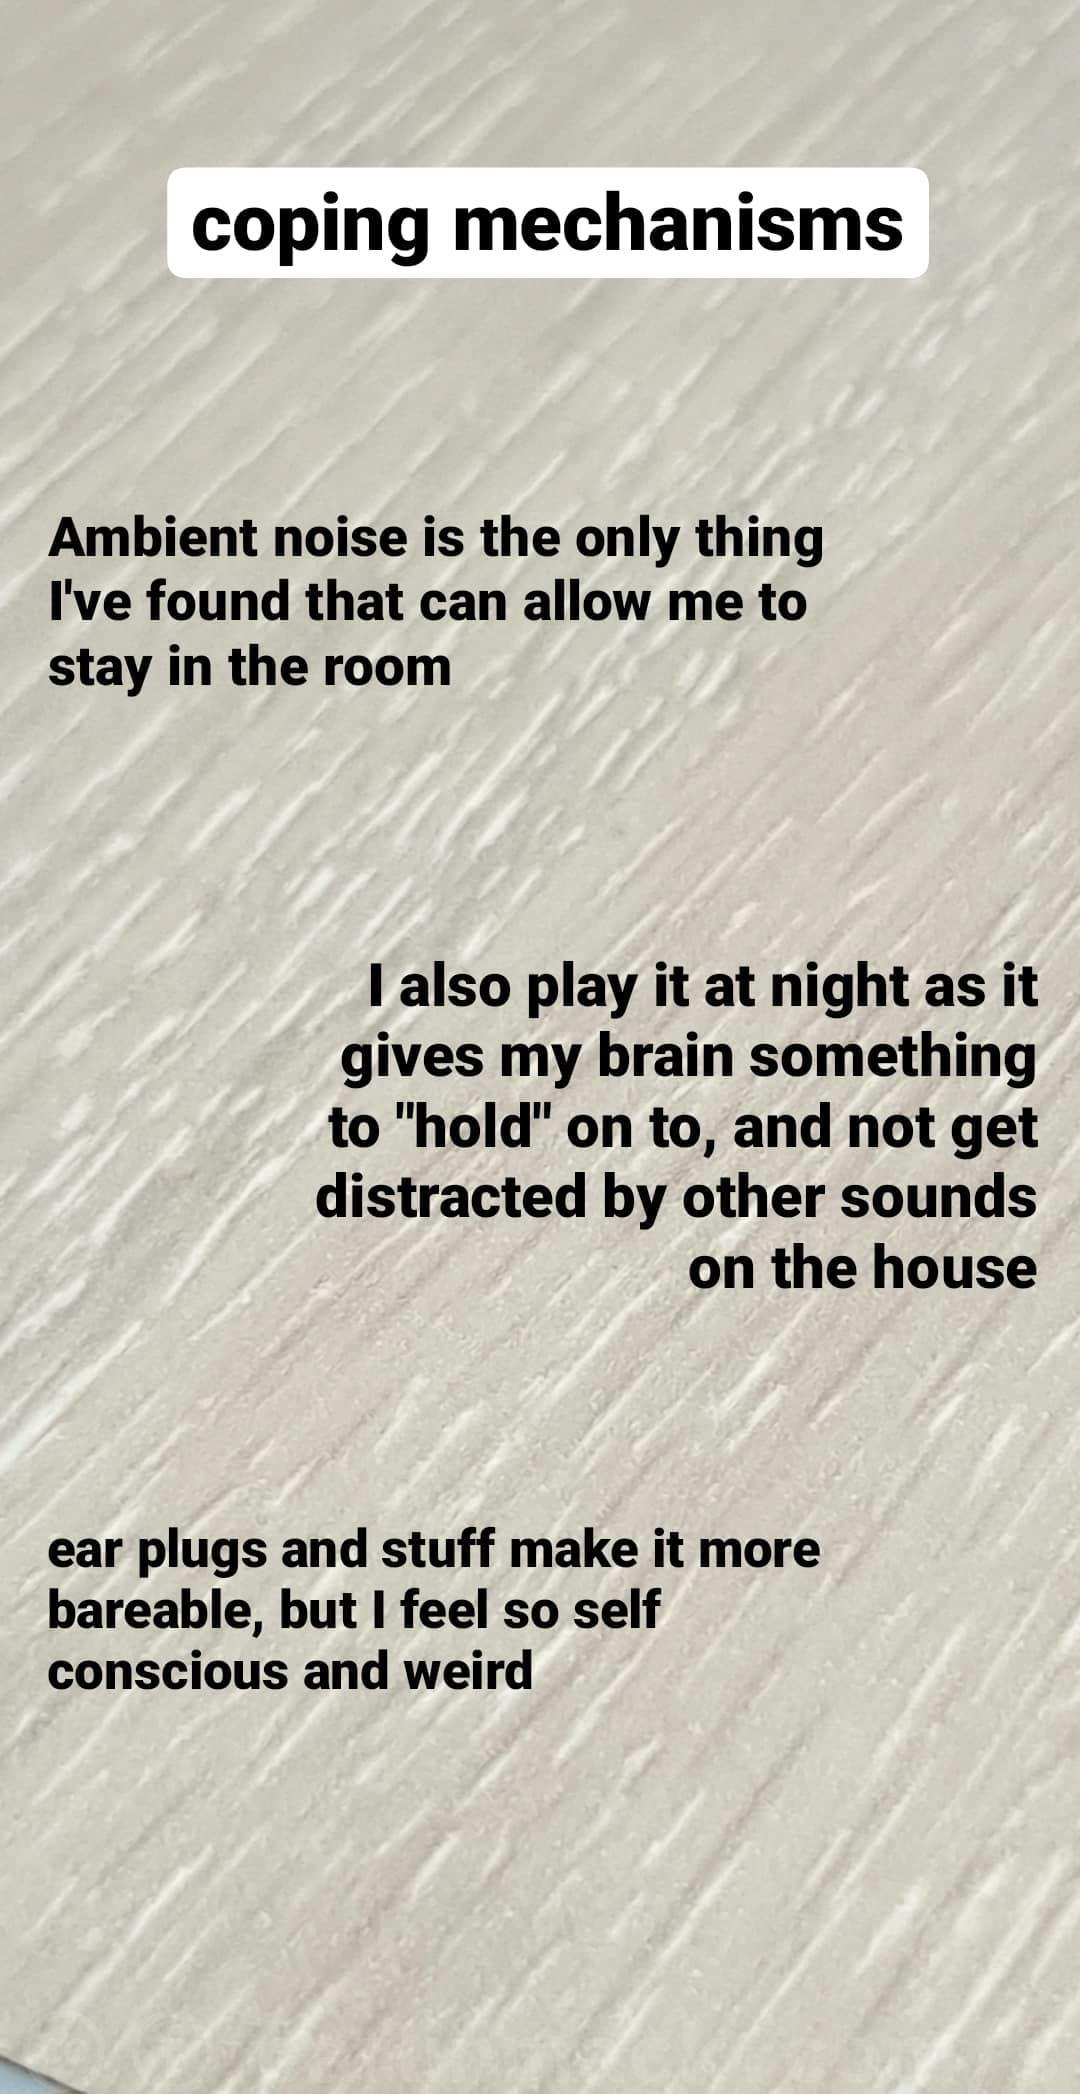 coping mechanisms
Ambient noise is the only thing
I've found that can allow me to
stay in the room
I also play it at night as it
gives my brain something
to "hold" on to, and not get
distracted by other sounds
on the house
ear plugs and stuff make it more
bareable, but I feel so self
conscious and weird